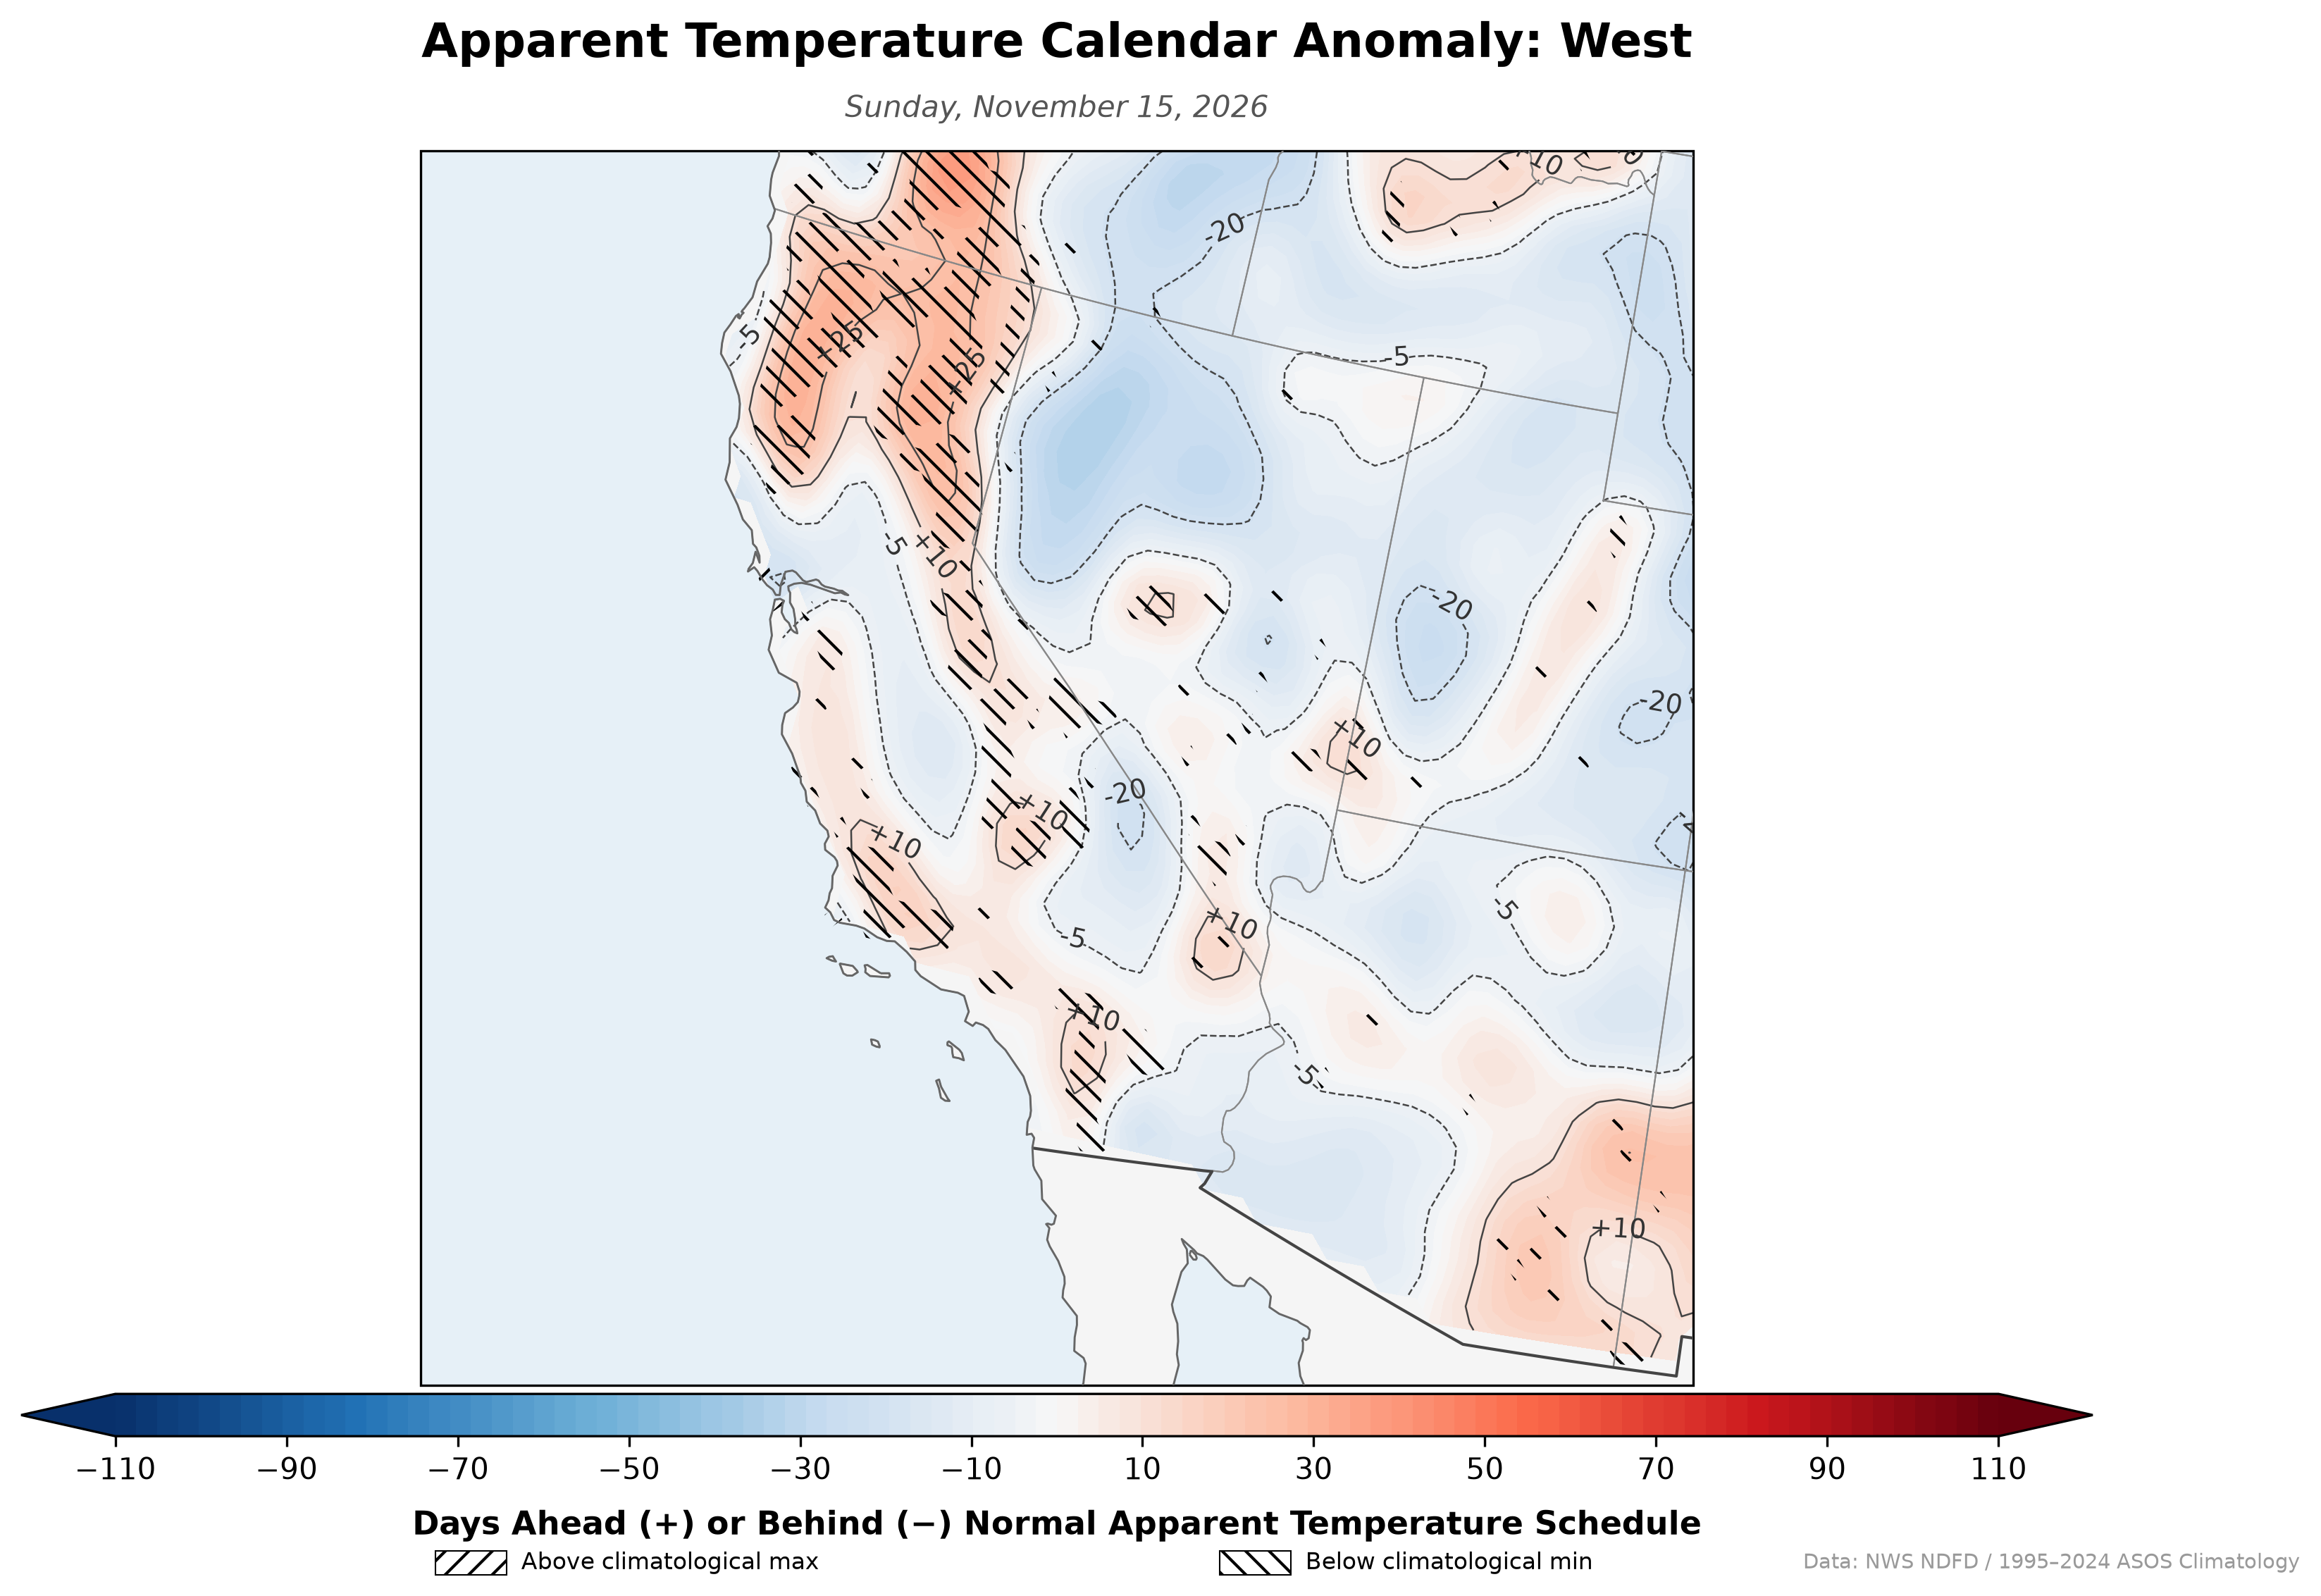 Apparent Temperature Calendar Anomaly: West
Sunday, November 15, 2026
+10
-20
-5
+25
+25
-5
-5
+10
-20
-20
+10
-20
+10
+10
-5
+10
-5
+10
-5
+10
−110 −90 −70 −50 −30 −10 10 30 50 70 90 110
Days Ahead (+) or Behind (−) Normal Apparent Temperature Schedule
Above climatological max
Below climatological min
Data: NWS NDFD / 1995–2024 ASOS Climatology